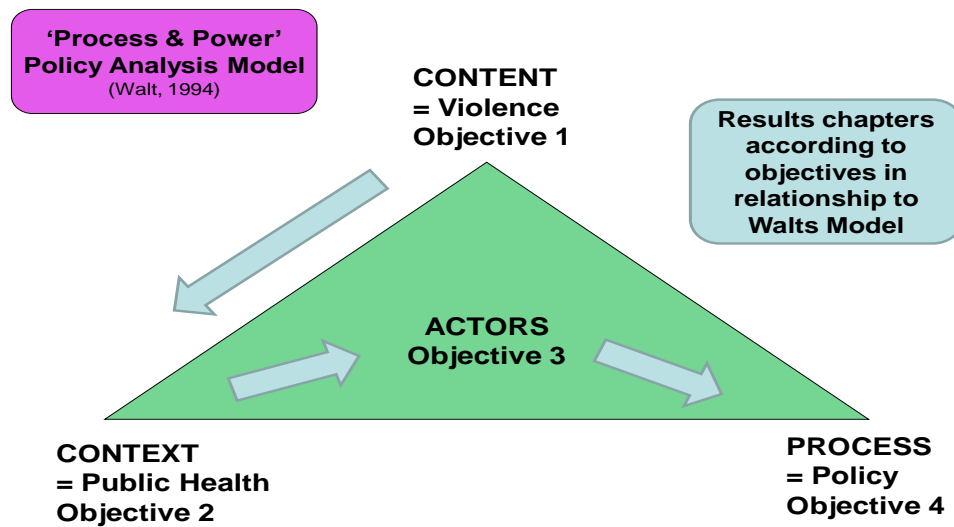 ‘Process & Power’
Policy Analysis Model
(Walt, 1994)
CONTENT
= Violence
Objective 1
Results chapters
according to
objectives in
relationship to
Walts Model
ACTORS
Objective 3
CONTEXT
= Public Health
Objective 2
PROCESS
= Policy
Objective 4